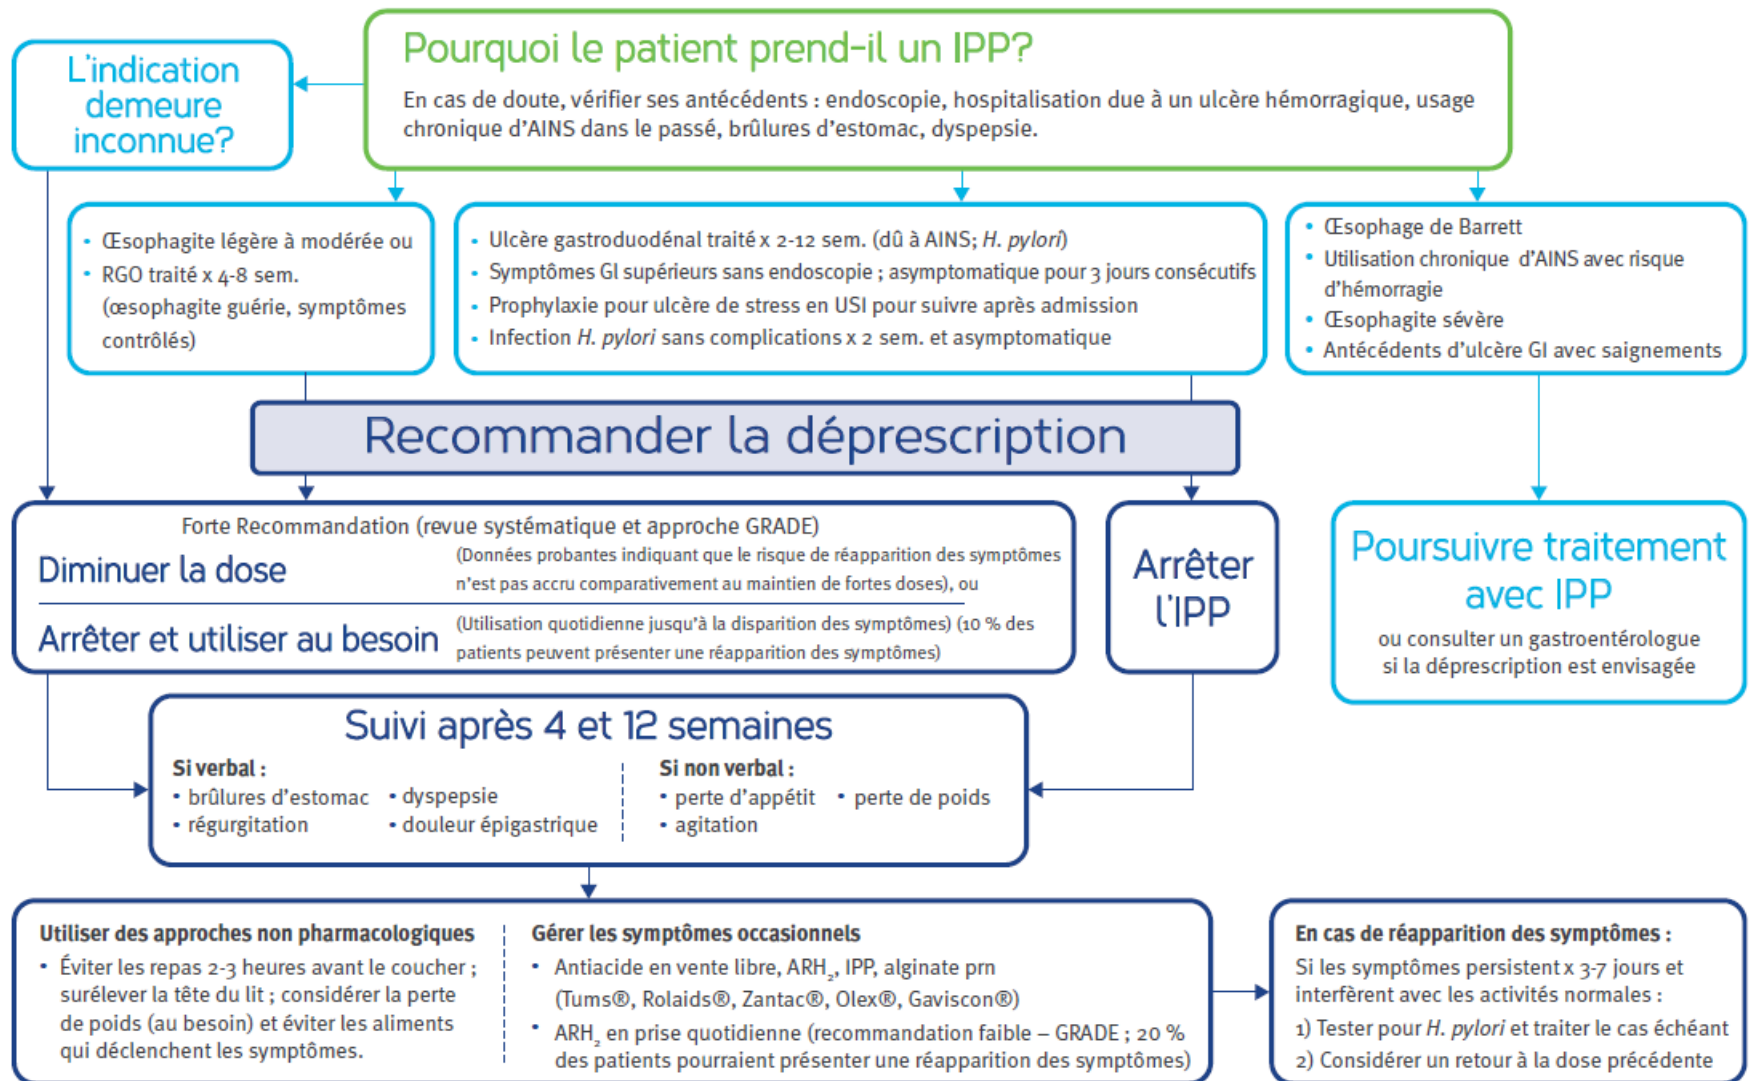 L'indication
demeure
inconnue?
Pourquoi le patient prend-il un IPP?
En cas de doute, vérifier ses antécédents : endoscopie, hospitalisation due à un ulcère hémorragique, usage
chronique d'AINS dans le passé, brûlures d'estomac, dyspepsie.
• Œsophagite légère à modérée ou
• RGO traité x 4-8 sem.
(œsophagite guérie, symptômes
contrôlés)
• Ulcère gastroduodénal traité x 2-12 sem. (dû à AINS; H. pylori)
• Symptômes GI supérieurs sans endoscopie ; asymptomatique pour 3 jours consécutifs
• Prophylaxie pour ulcère de stress en USI pour suivre après admission
• Infection H. pylori sans complications x 2 sem. et asymptomatique
• Œsophage de Barrett
• Utilisation chronique d'AINS avec risque
d'hémorragie
• Œsophagite sévère
• Antécédents d'ulcère GI avec saignements
Recommander la déprescription
Forte Recommandation (revue systématique et approche GRADE)
Diminuer la dose
(Données probantes indiquant que le risque de réapparition des symptômes
n'est pas accru comparativement au maintien de fortes doses), ou
Arrêter et utiliser au besoin
(Utilisation quotidienne jusqu'à la disparition des symptômes) (10 % des
patients peuvent présenter une réapparition des symptômes)
Arrêter
l'IPP
Poursuivre traitement
avec IPP
ou consulter un gastroentérologue
si la déprescription est envisagée
Suivi après 4 et 12 semaines
Si verbal :
• brûlures d'estomac • dyspepsie
• régurgitation • douleur épigastrique
Si non verbal :
• perte d'appétit • perte de poids
• agitation
Utiliser des approches non pharmacologiques
• Éviter les repas 2-3 heures avant le coucher ;
surélever la tête du lit ; considérer la perte
de poids (au besoin) et éviter les aliments
qui déclenchent les symptômes.
Gérer les symptômes occasionnels
• Antiacide en vente libre, ARH₂, IPP, alginate prn
(Tums®, Rolaids®, Zantac®, Olex®, Gaviscon®)
• ARH₂ en prise quotidienne (recommandation faible – GRADE ; 20 %
des patients pourraient présenter une réapparition des symptômes)
En cas de réapparition des symptômes :
Si les symptômes persistent x 3-7 jours et
interfèrent avec les activités normales :
1) Tester pour H. pylori et traiter le cas échéant
2) Considérer un retour à la dose précédente